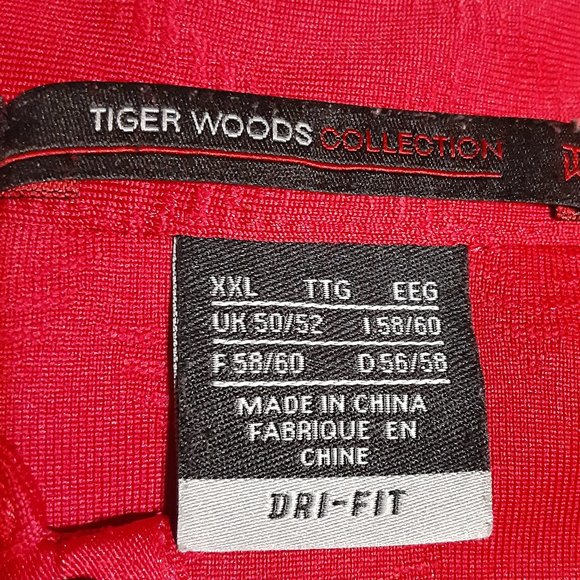 TIGER WOODS COLLECTION
XXL TTG EEG
UK 50/52 I 58/60
F 58/60 D 56/58
MADE IN CHINA
FABRIQUE EN
CHINE
DRI-FIT